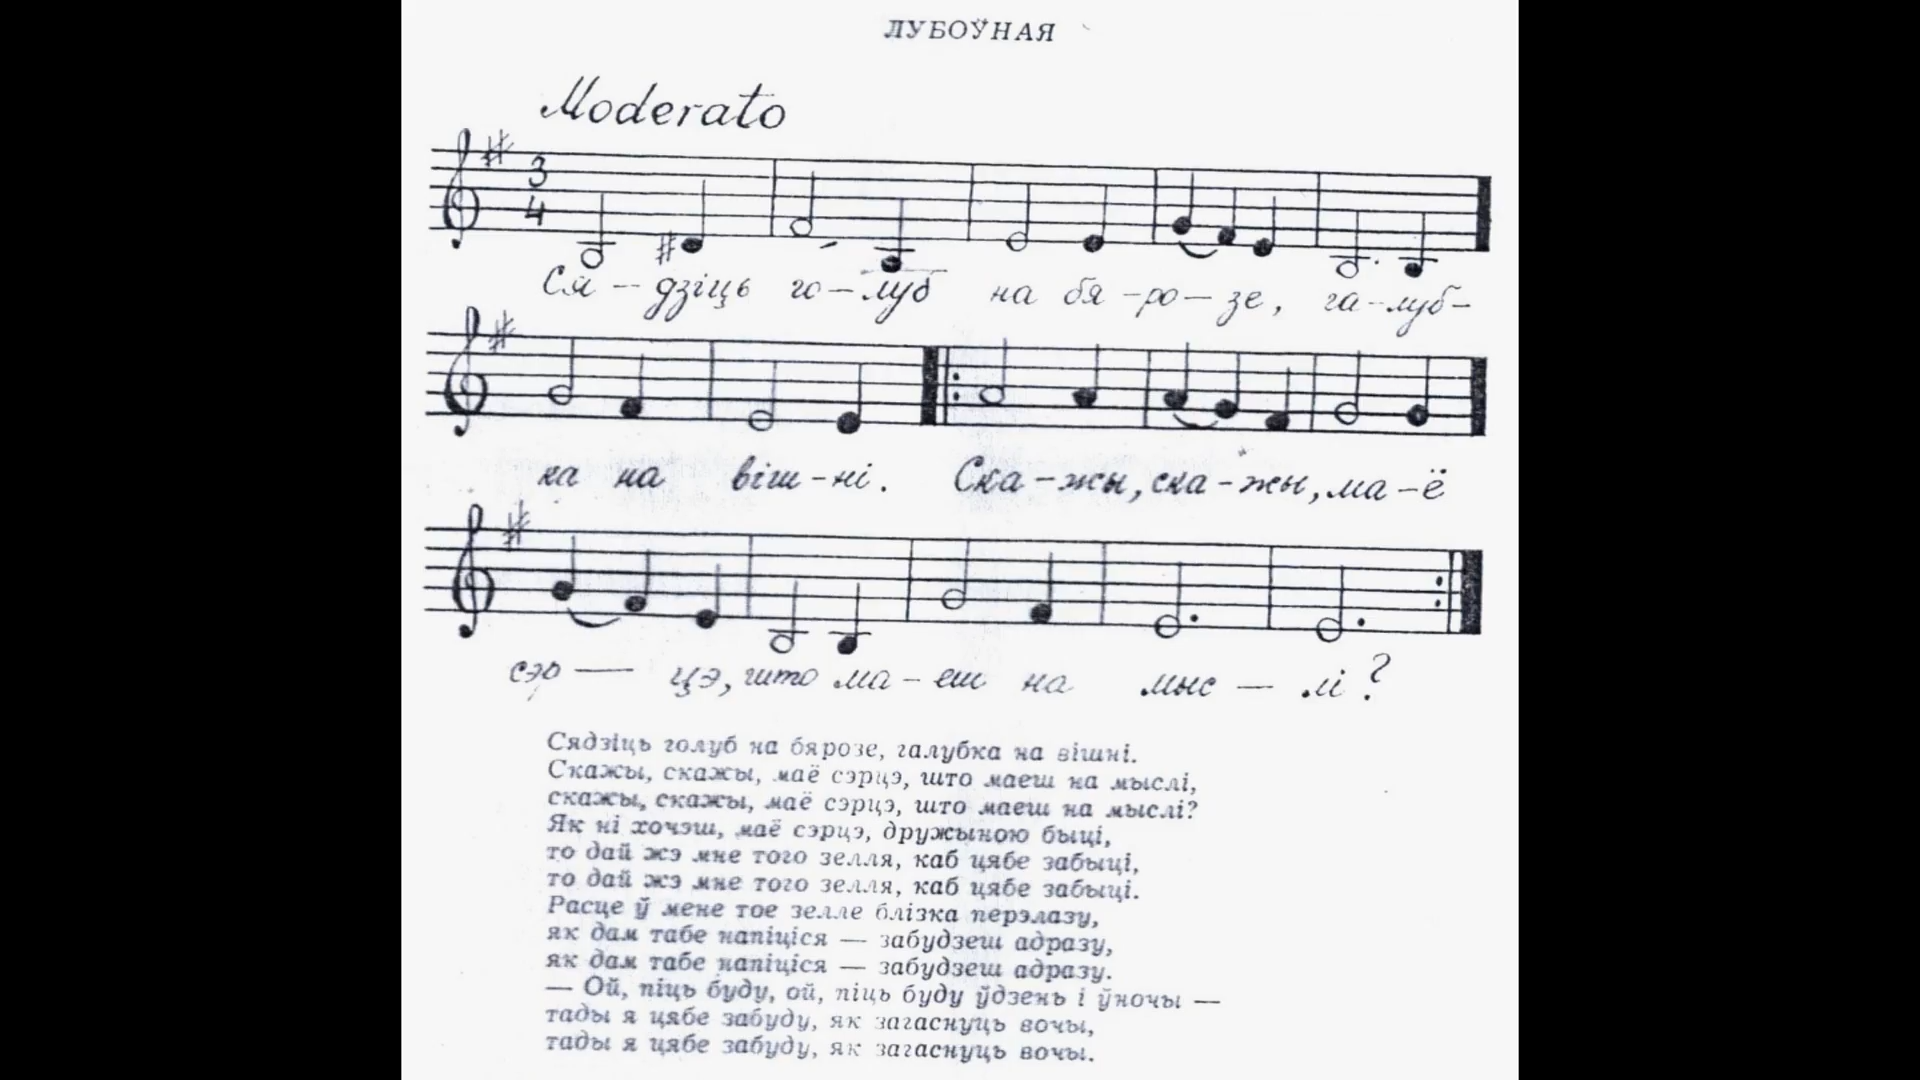 ЛУБОЎНАЯ
Moderato
3
4
Ся – дзіць го – луб на бя – ро – зе, га – луб –
ка на віш – ні. Ска – жы, ска – жы, ма – ё
сэр — цэ, што ма – еш на мыс — лі?
Сядзіць голуб на бярозе, галубка на вішні.
Скажы, скажы, маё сэрцэ, што маеш на мыслі,
скажы, скажы, маё сэрцэ, што маеш на мыслі?
Як ні хочэш, маё сэрцэ, дружыною быці,
то дай жэ мне того зелля, каб цябе забыці,
то дай жэ мне того зелля, каб цябе забыці.
Расце ў мене тое зелле блізка перэлазу,
як дам табе напіціся — забудзеш адразу,
як дам табе напіціся — забудзеш адразу.
— Ой, піць буду, ой, піць буду ўдзень і ўночы —
тады я цябе забуду, як загаснуць вочы,
тады я цябе забуду, як загаснуць вочы.